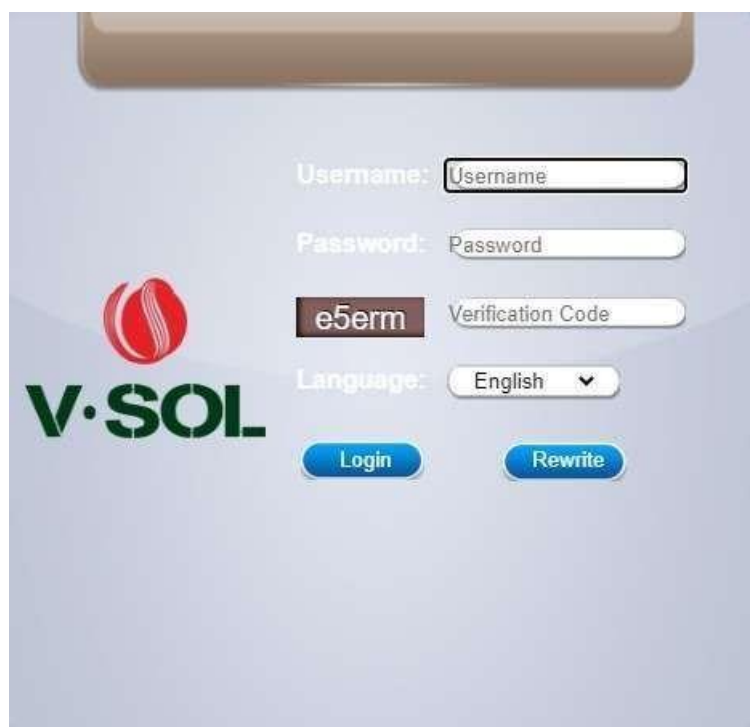 Username: Username
Password: Password
e5erm Verification Code
Language: English
V·SOL
Login Rewrite